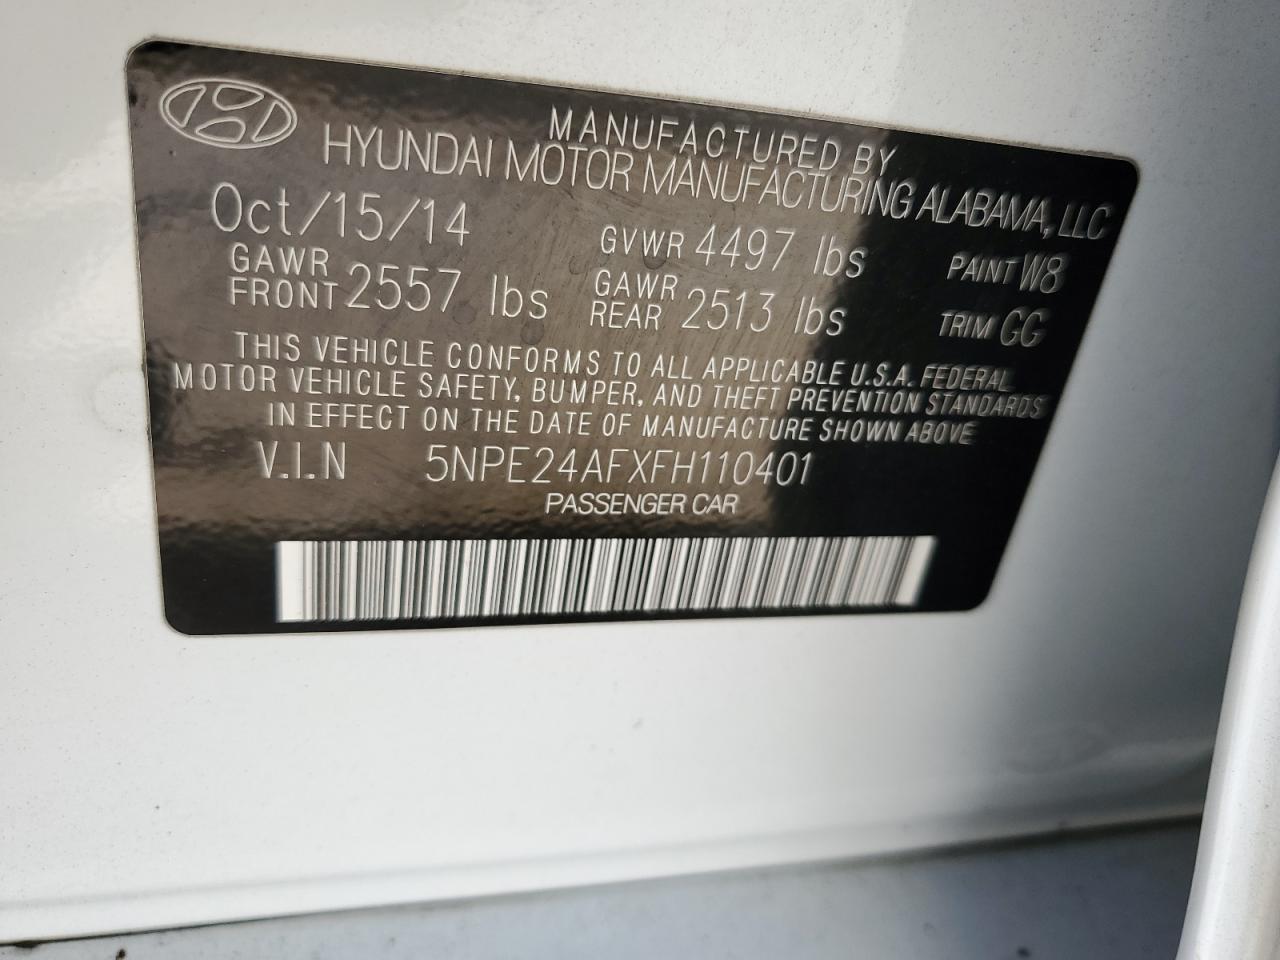 MANUFACTURED BY
HYUNDAI MOTOR MANUFACTURING ALABAMA, LLC
Oct/15/14 GVWR 4497 lbs PAINT W8
GAWR FRONT 2557 lbs GAWR REAR 2513 lbs TRIM GG
THIS VEHICLE CONFORMS TO ALL APPLICABLE U.S.A. FEDERAL
MOTOR VEHICLE SAFETY, BUMPER, AND THEFT PREVENTION STANDARDS
IN EFFECT ON THE DATE OF MANUFACTURE SHOWN ABOVE
V.I.N 5NPE24AFXFH110401
PASSENGER CAR